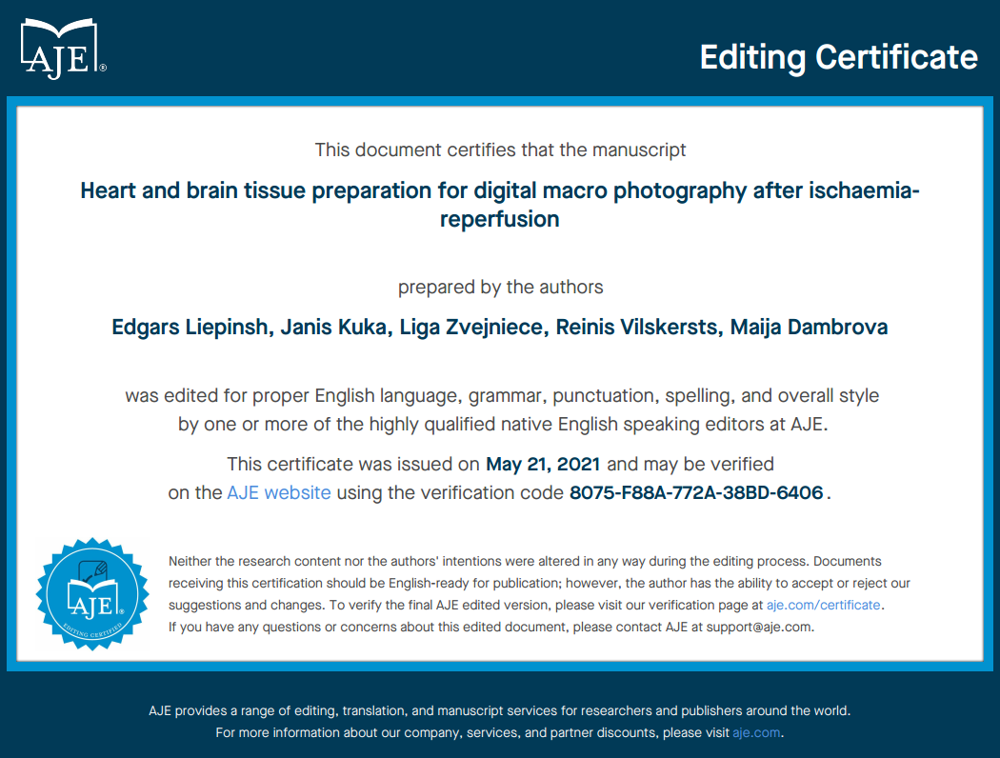 AJE®
Editing Certificate
This document certifies that the manuscript
Heart and brain tissue preparation for digital macro photography after ischaemia-
reperfusion
prepared by the authors
Edgars Liepinsh, Janis Kuka, Liga Zvejniece, Reinis Vilskersts, Maija Dambrova
was edited for proper English language, grammar, punctuation, spelling, and overall style
by one or more of the highly qualified native English speaking editors at AJE.
This certificate was issued on May 21, 2021 and may be verified
on the AJE website using the verification code 8075-F88A-772A-38BD-6406.
Neither the research content nor the authors' intentions were altered in any way during the editing process. Documents
receiving this certification should be English-ready for publication; however, the author has the ability to accept or reject our
suggestions and changes. To verify the final AJE edited version, please visit our verification page at aje.com/certificate.
If you have any questions or concerns about this edited document, please contact AJE at support@aje.com.
AJE®
EDITING CERTIFIED
AJE provides a range of editing, translation, and manuscript services for researchers and publishers around the world.
For more information about our company, services, and partner discounts, please visit aje.com.